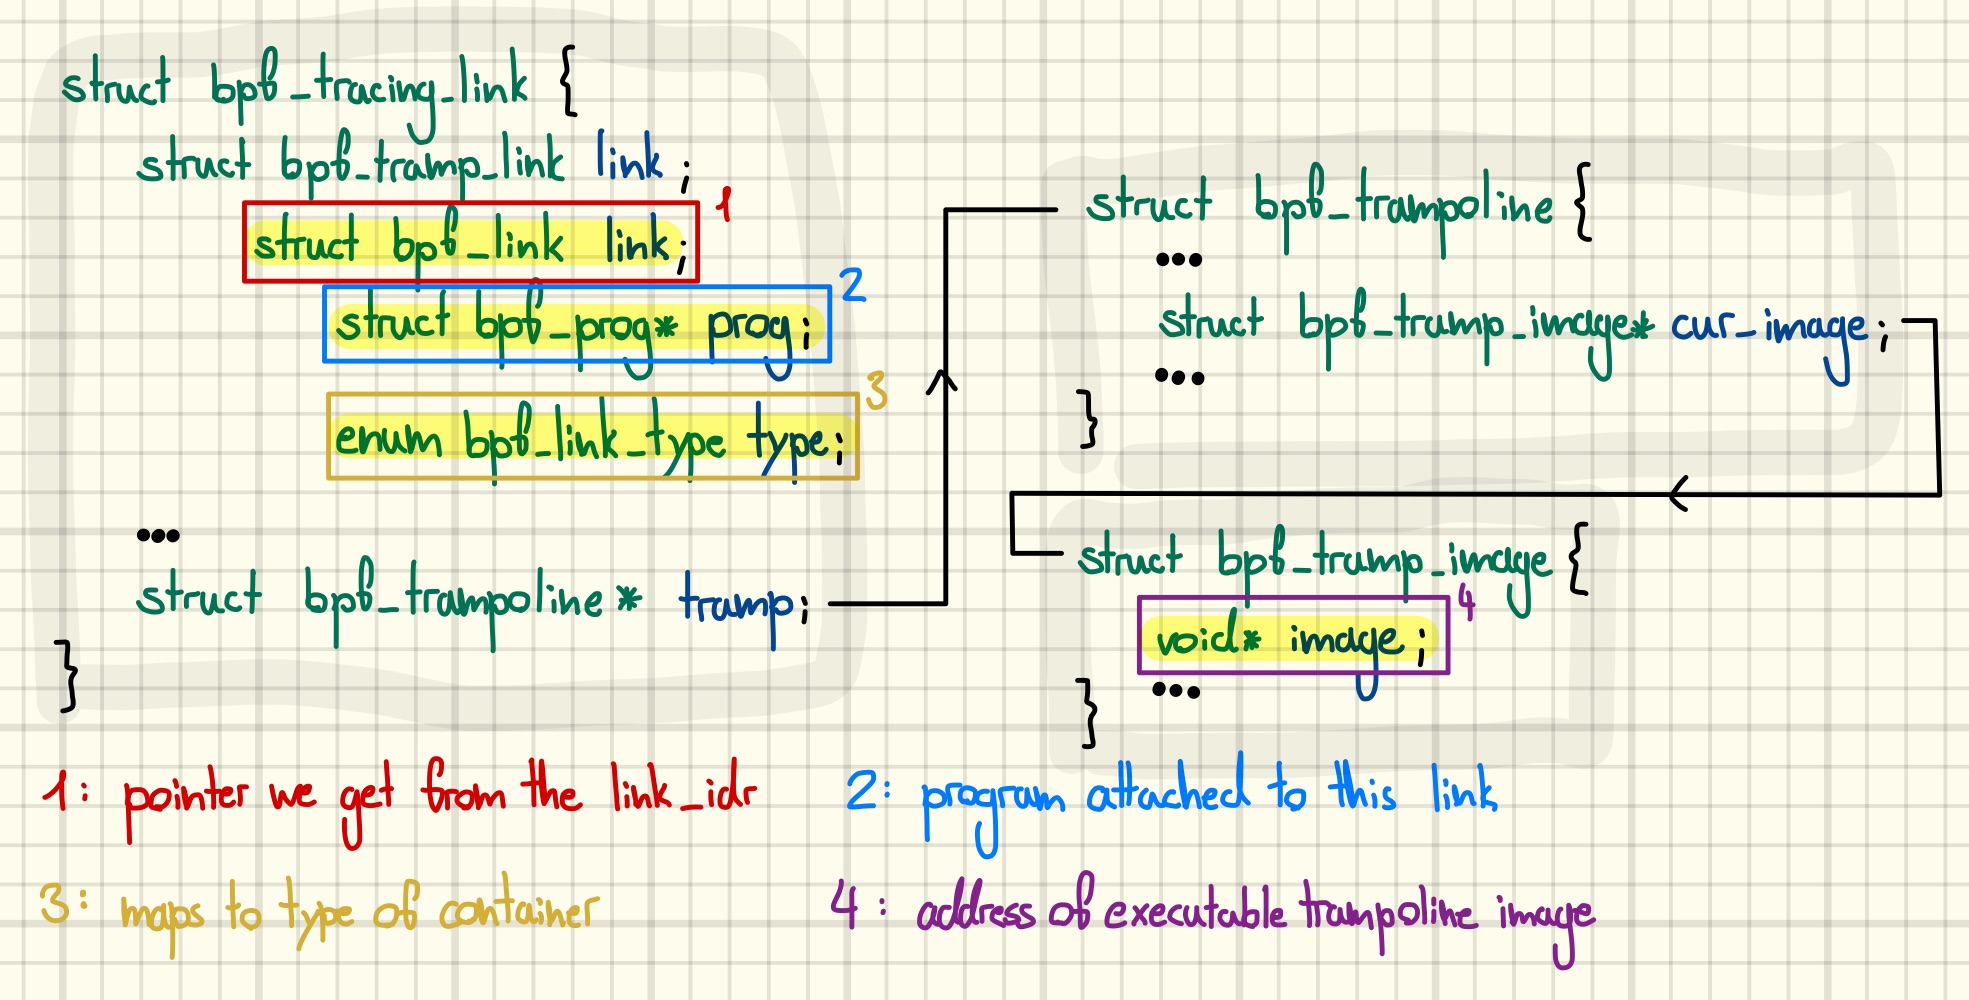 struct bpf_tracing_link {
struct bpf_tramp_link link;
struct bpf_link link; 1
struct bpf_prog* prog; 2
enum bpf_link_type type; 3
...
struct bpf_trampoline* tramp;
}
struct bpf_trampoline {
...
struct bpf_tramp_image* cur_image;
...
}
struct bpf_tramp_image {
void* image; 4
...
}
1: pointer we get from the link_idr
2: program attached to this link
3: maps to type of container
4: address of executable trampoline image